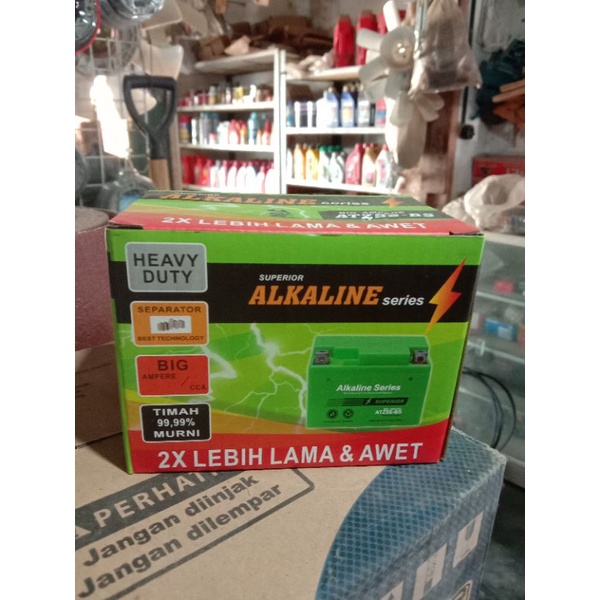 ALKALINE series
2X LEBIH LAMA & AWET
HEAVY
DUTY
SEPARATOR
BEST TECHNOLOGY
BIG
AMPERE / CCA
TIMAH
99,99%
MURNI
SUPERIOR
ALKALINE series
Alkaline Series
SUPERIOR
2X LEBIH LAMA & AWET
PERHATI
Jangan diinjak
Jangan dilempar